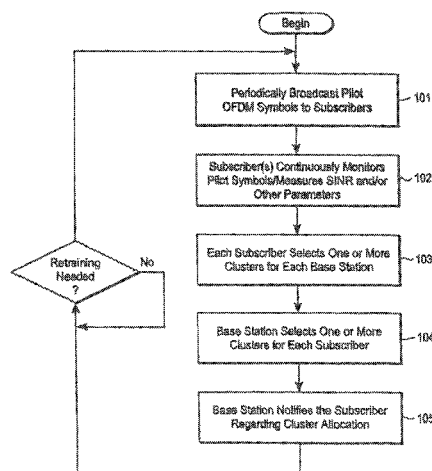 Begin
Periodically Broadcast Pilot
OFDM Symbols to Subscribers
101
Subscriber(s) Continuously Monitors
Pilot Symbols/Measures SINR and/or
Other Parameters
102
Each Subscriber Selects One or More
Clusters for Each Base Station
103
Retraining
Needed
?
No
Base Station Selects One or More
Clusters for Each Subscriber
104
Base Station Notifies the Subscriber
Regarding Cluster Allocation
105